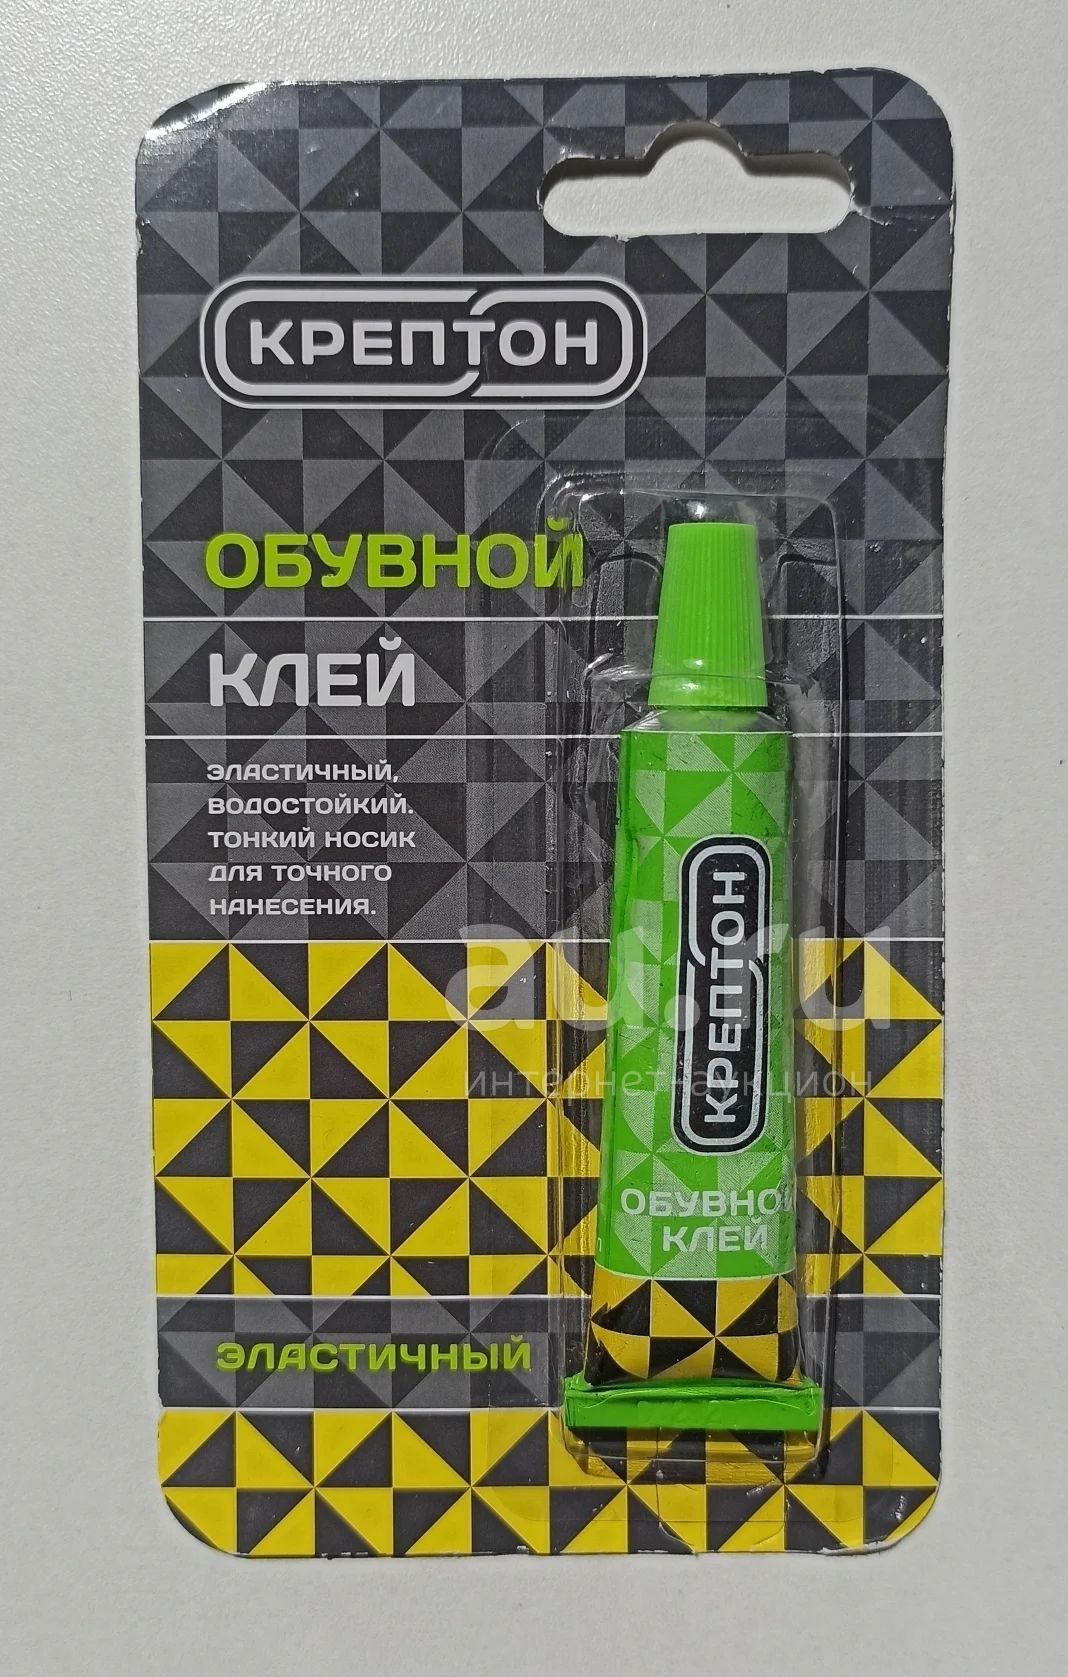 КРЕПТОН
ОБУВНОЙ
КЛЕЙ
ЭЛАСТИЧНЫЙ,
ВОДОСТОЙКИЙ.
ТОНКИЙ НОСИК
ДЛЯ ТОЧНОГО
НАНЕСЕНИЯ.
КРЕПТОН
ОБУВНОЙ
КЛЕЙ
ЭЛАСТИЧНЫЙ
au.ru
интернет-аукцион